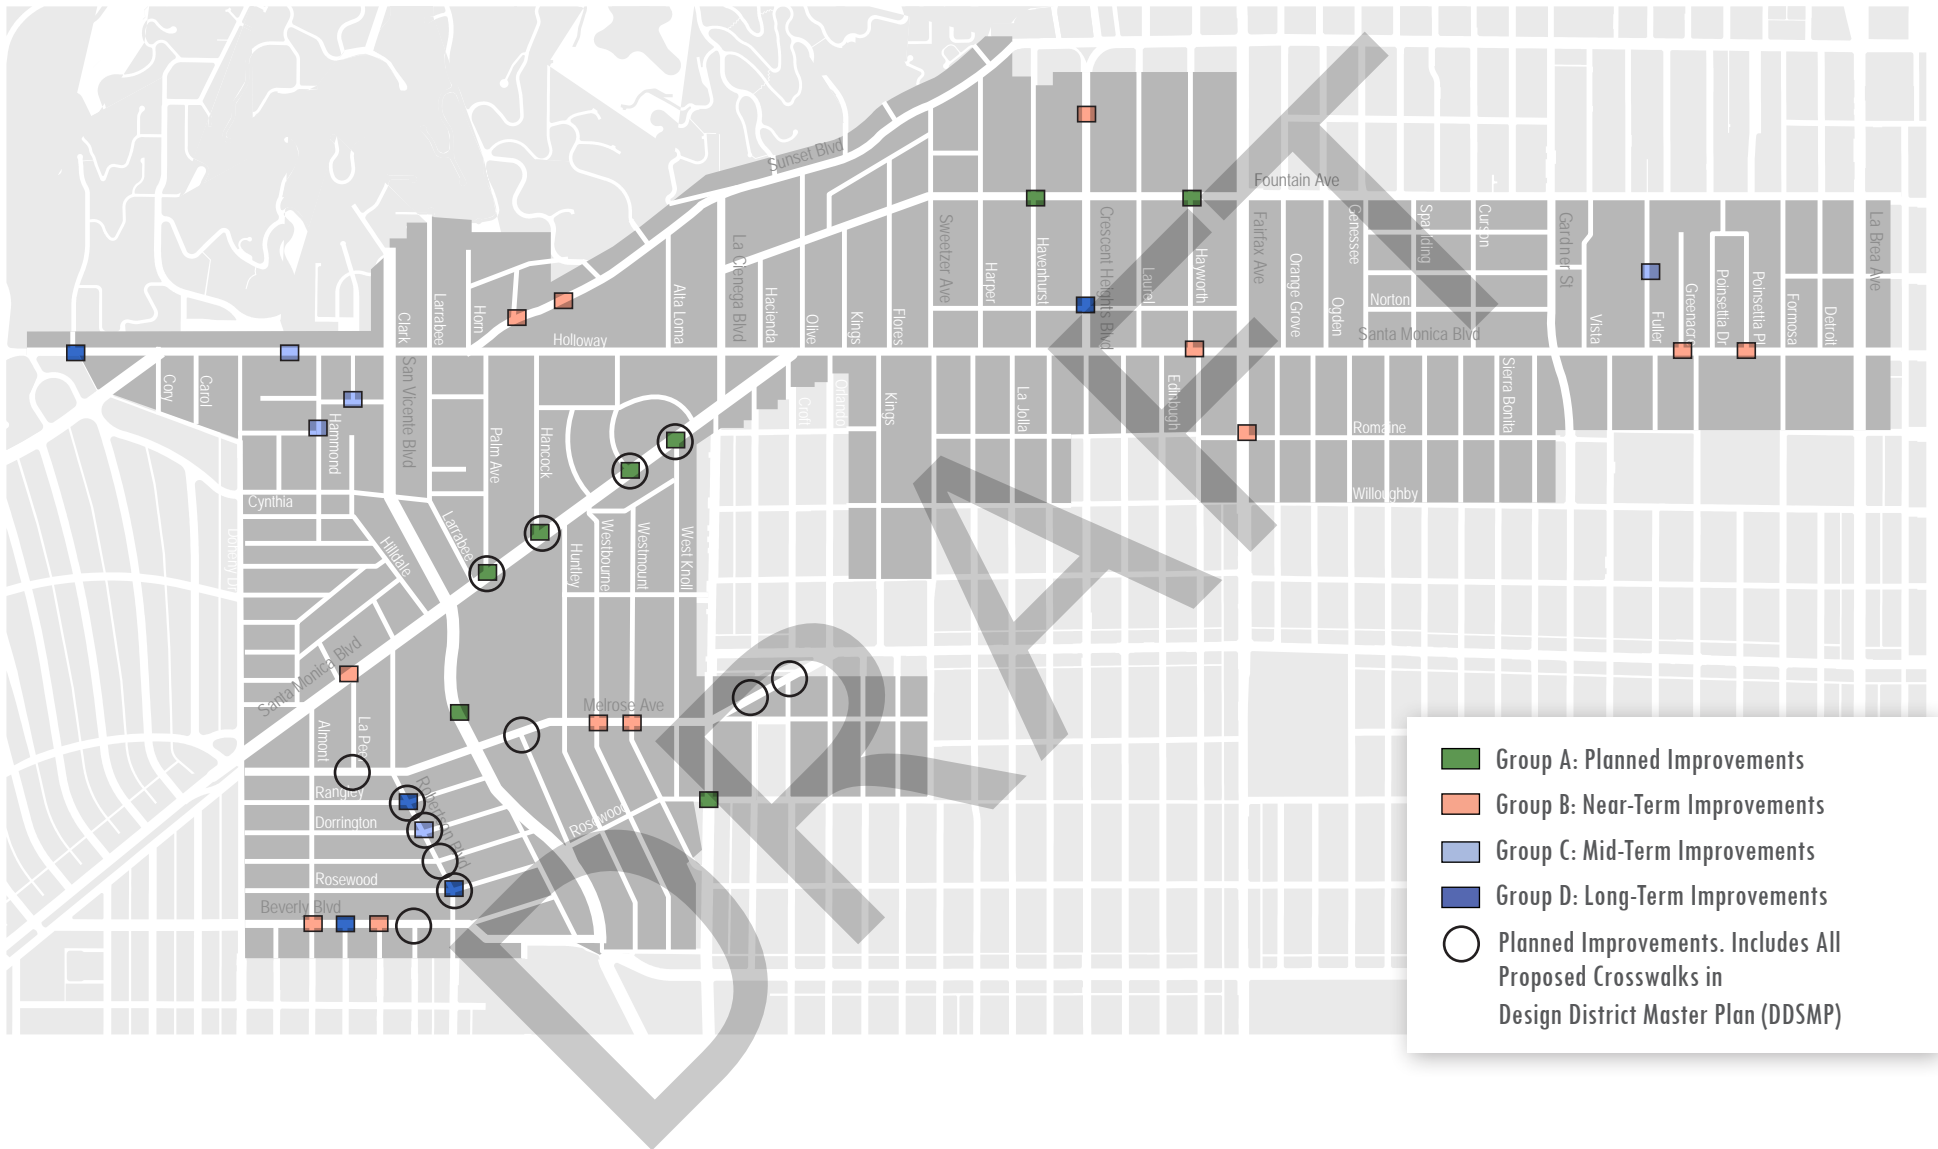 Sunset Blvd
Fountain Ave
Sweetzer Ave
Crescent Heights Blvd
Fairfax Ave
Genessee
Spaulding
Curson
Gardner St
La Brea Ave
La Cienega Blvd
Havenhurst
Hayworth
Laurel
Harper
Orange Grove
Ogden
Norton
Santa Monica Blvd
Vista
Fuller
Greenacre
Poinsettia Dr
Poinsettia Pl
Formosa
Detroit
Clark
Larrabee
Horn
Holloway
Alta Loma
Hacienda
Olive
Kings
Flores
Cory
Carol
San Vicente Blvd
Hammond
Palm Ave
Hancock
Croft
Orlando
Kings
La Jolla
Edinbugh
Sierra Bonita
Romaine
Willoughby
Cynthia
Doheny Dr
Hilldale
Larrabee
Huntley
Westbourne
Westmount
West Knoll
Santa Monica Blvd
Melrose Ave
Almont
La Peer
Rangley
Dorrington
Robertson Blvd
Rosewood
Rosewood
Beverly Blvd
DRAFT
Group A: Planned Improvements
Group B: Near-Term Improvements
Group C: Mid-Term Improvements
Group D: Long-Term Improvements
Planned Improvements. Includes All
Proposed Crosswalks in
Design District Master Plan (DDSMP)